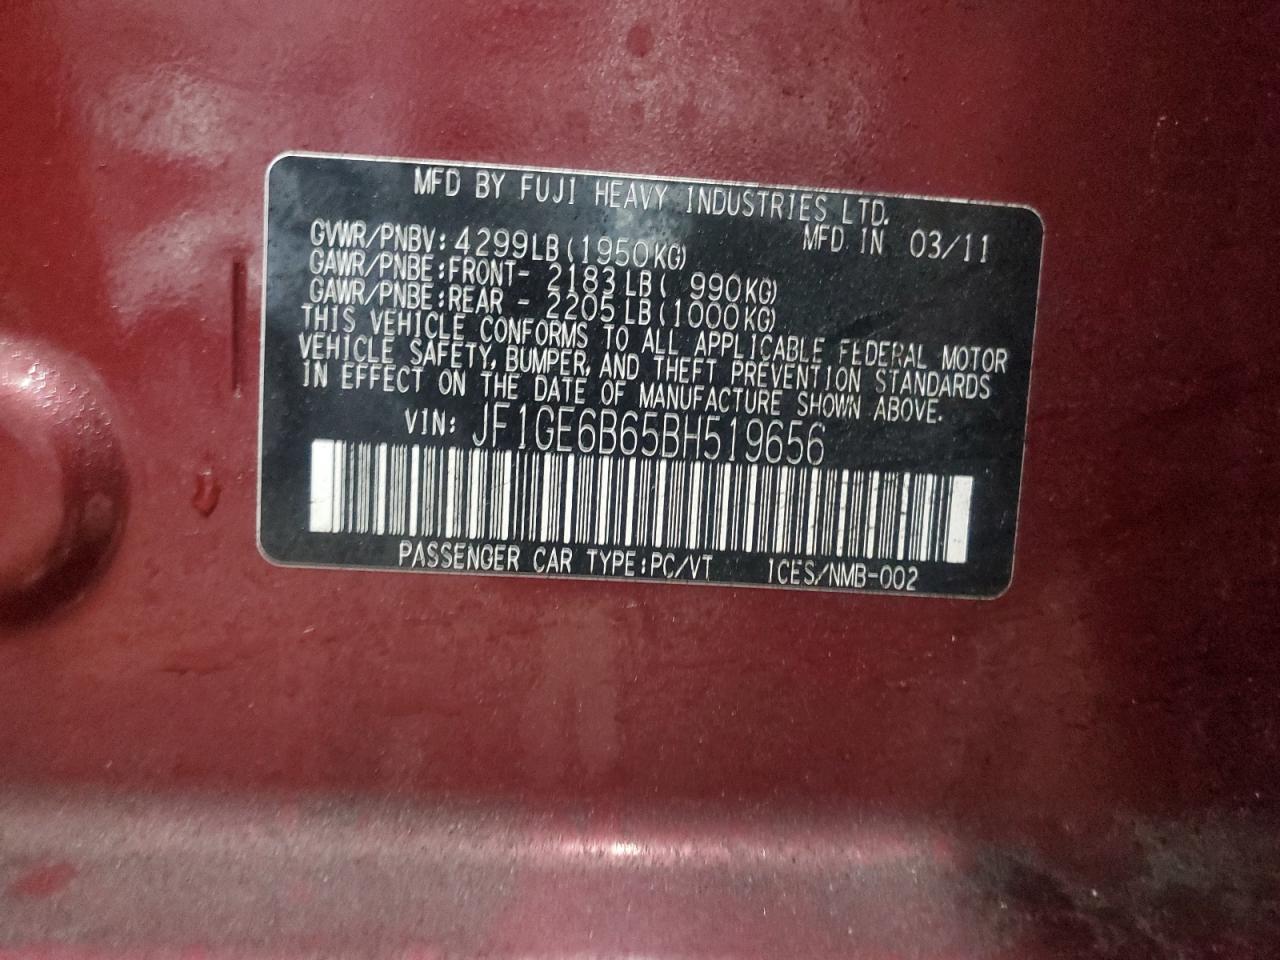 MFD BY FUJI HEAVY INDUSTRIES LTD.
MFD IN 03/11
GVWR/PNBV: 4299LB (1950KG)
GAWR/PNBE:FRONT- 2183LB ( 990KG)
GAWR/PNBE:REAR - 2205LB (1000KG)
THIS VEHICLE CONFORMS TO ALL APPLICABLE FEDERAL MOTOR
VEHICLE SAFETY, BUMPER, AND THEFT PREVENTION STANDARDS
IN EFFECT ON THE DATE OF MANUFACTURE SHOWN ABOVE.
VIN: JF1GE6B65BH519656
PASSENGER CAR TYPE:PC/VT ICES/NMB-002